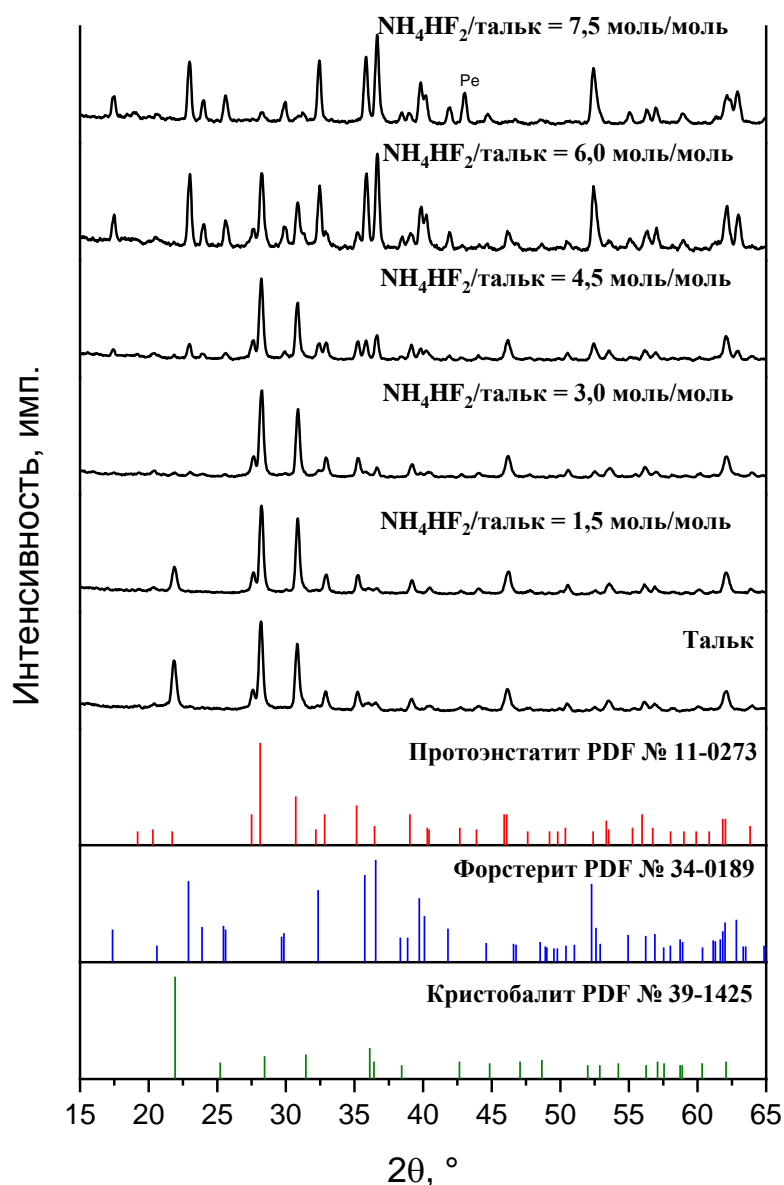 NH₄HF₂/тальк = 7,5 моль/моль
Pe
NH₄HF₂/тальк = 6,0 моль/моль
NH₄HF₂/тальк = 4,5 моль/моль
NH₄HF₂/тальк = 3,0 моль/моль
NH₄HF₂/тальк = 1,5 моль/моль
Тальк
Протоэнстатит PDF № 11-0273
Форстерит PDF № 34-0189
Кристобалит PDF № 39-1425
Интенсивность, имп.
15 20 25 30 35 40 45 50 55 60 65
2θ, °